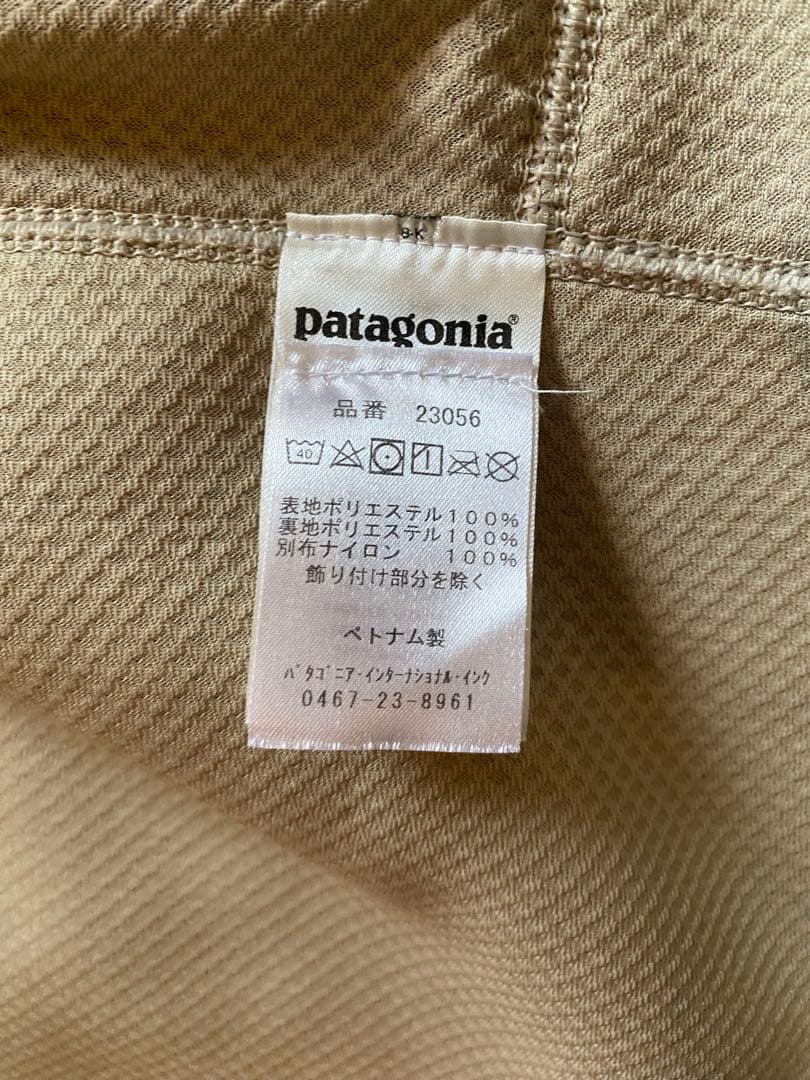 8-K
patagonia®
品番 23056
40
表地ポリエステル100%
裏地ポリエステル100%
別布ナイロン 100%
飾り付け部分を除く
ベトナム製
パタゴニア・インターナショナル・インク
0467-23-8961